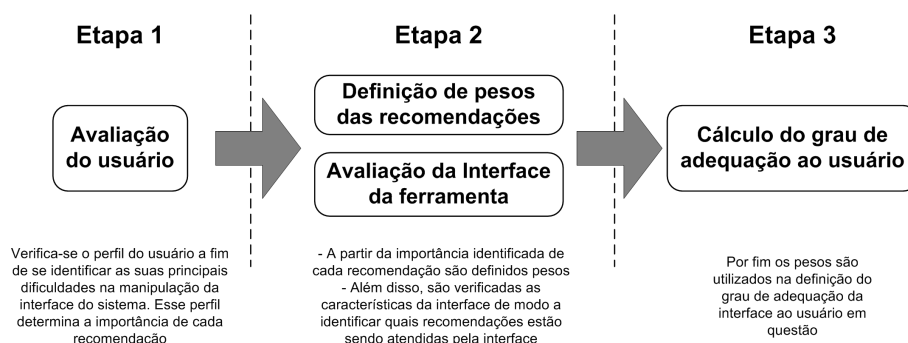 Etapa 1
Etapa 2
Etapa 3
Avaliação
do usuário
Definição de pesos
das recomendações
Avaliação da Interface
da ferramenta
Cálculo do grau de
adequação ao usuário
Verifica-se o perfil do usuário a fim
de se identificar as suas principais
dificuldades na manipulação da
interface do sistema. Esse perfil
determina a importância de cada
recomendação
- A partir da importância identificada de
cada recomendação são definidos pesos
- Além disso, são verificadas as
características da interface de modo a
identificar quais recomendações estão
sendo atendidas pela interface
Por fim os pesos são
utilizados na definição do
grau de adequação da
interface ao usuário em
questão